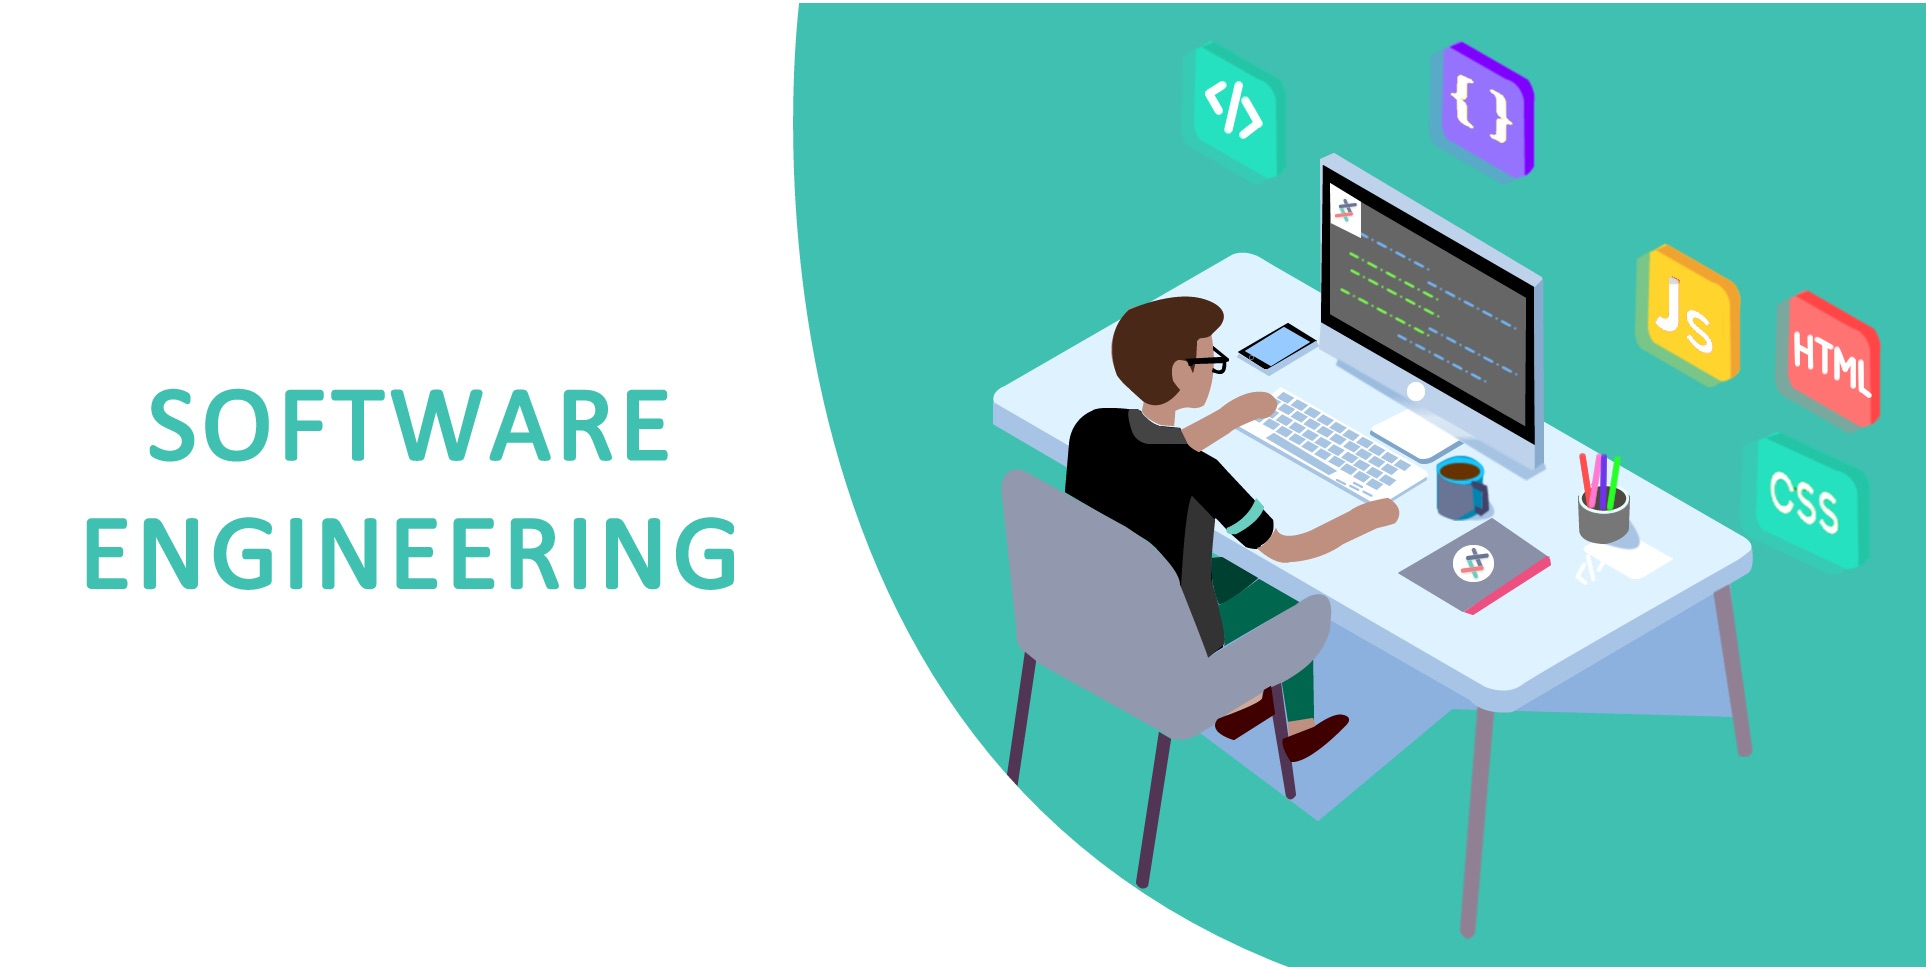 SOFTWARE
ENGINEERING
</>
{ }
JS
HTML
CSS
</>